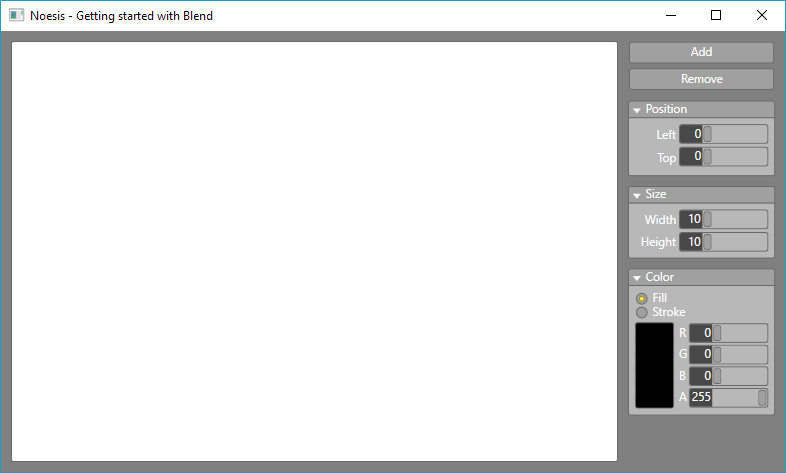 Noesis - Getting started with Blend
Add
Remove
Position
Left 0
Top 0
Size
Width 10
Height 10
Color
Fill
Stroke
R 0
G 0
B 0
A 255